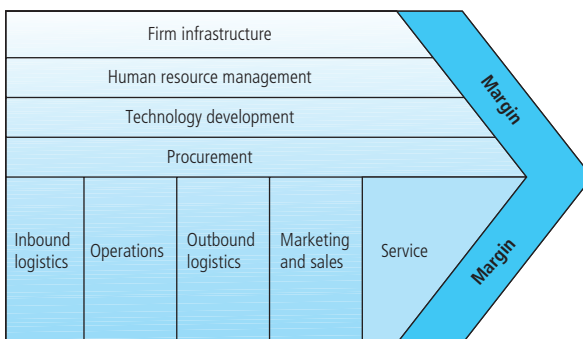 Firm infrastructure
Human resource management
Technology development
Procurement
Inbound
logistics
Operations
Outbound
logistics
Marketing
and sales
Service
Margin
Margin